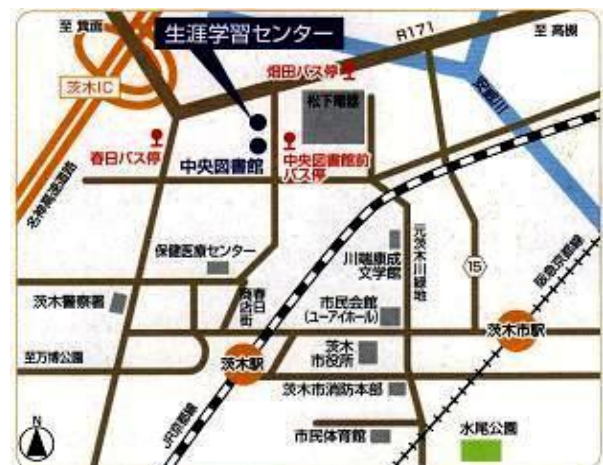 至 箕面
生涯学習センター
R171
至 高槻
畑田バス停
茨木IC
松下電器
安威川
春日バス停
中央図書館
中央図書館前
バス停
名神高速道路
保健医療センター
川端康成
文学館
元茨木川緑地
15
阪急京都線
茨木警察署
春日
商店街
市民会館
(ユーアイホール)
茨木市駅
至万博公園
茨木駅
茨木
市役所
茨木市消防本部
JR京都線
市民体育館
水尾公園
N